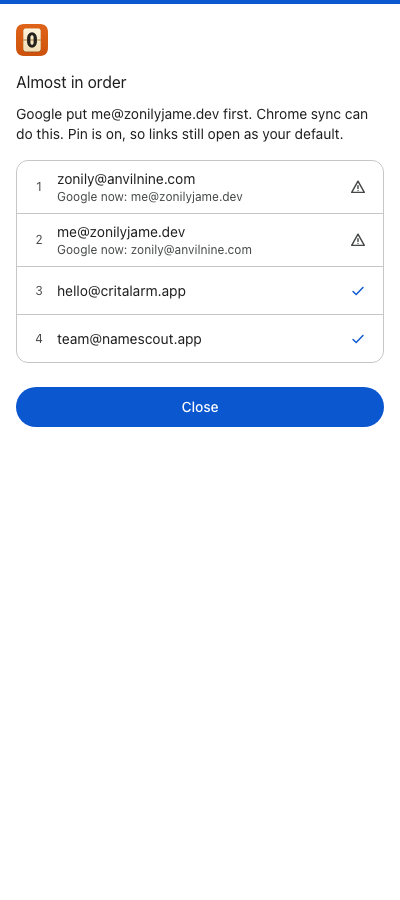 0
Almost in order
Google put me@zonilyjame.dev first. Chrome sync can
do this. Pin is on, so links still open as your default.
1
zonily@anvilnine.com
Google now: me@zonilyjame.dev
2
me@zonilyjame.dev
Google now: zonily@anvilnine.com
3
hello@critalarm.app
4
team@namescout.app
Close